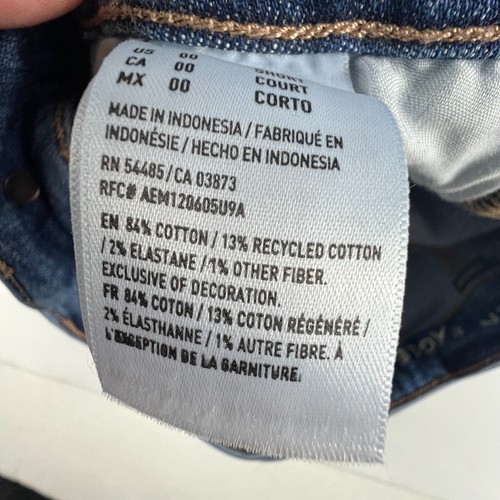 US 00 SHORT
CA 00 COURT
MX 00 CORTO
MADE IN INDONESIA / FABRIQUÉ EN
INDONÉSIE / HECHO EN INDONESIA
RN 54485 / CA 03873
RFC# AEM120605U9A
EN 84% COTTON / 13% RECYCLED COTTON
/ 2% ELASTANE / 1% OTHER FIBER.
EXCLUSIVE OF DECORATION.
FR 84% COTON / 13% COTON RÉGÉNÉRÉ /
2% ÉLASTHANNE / 1% AUTRE FIBRE. À
L'EXCEPTION DE LA GARNITURE.